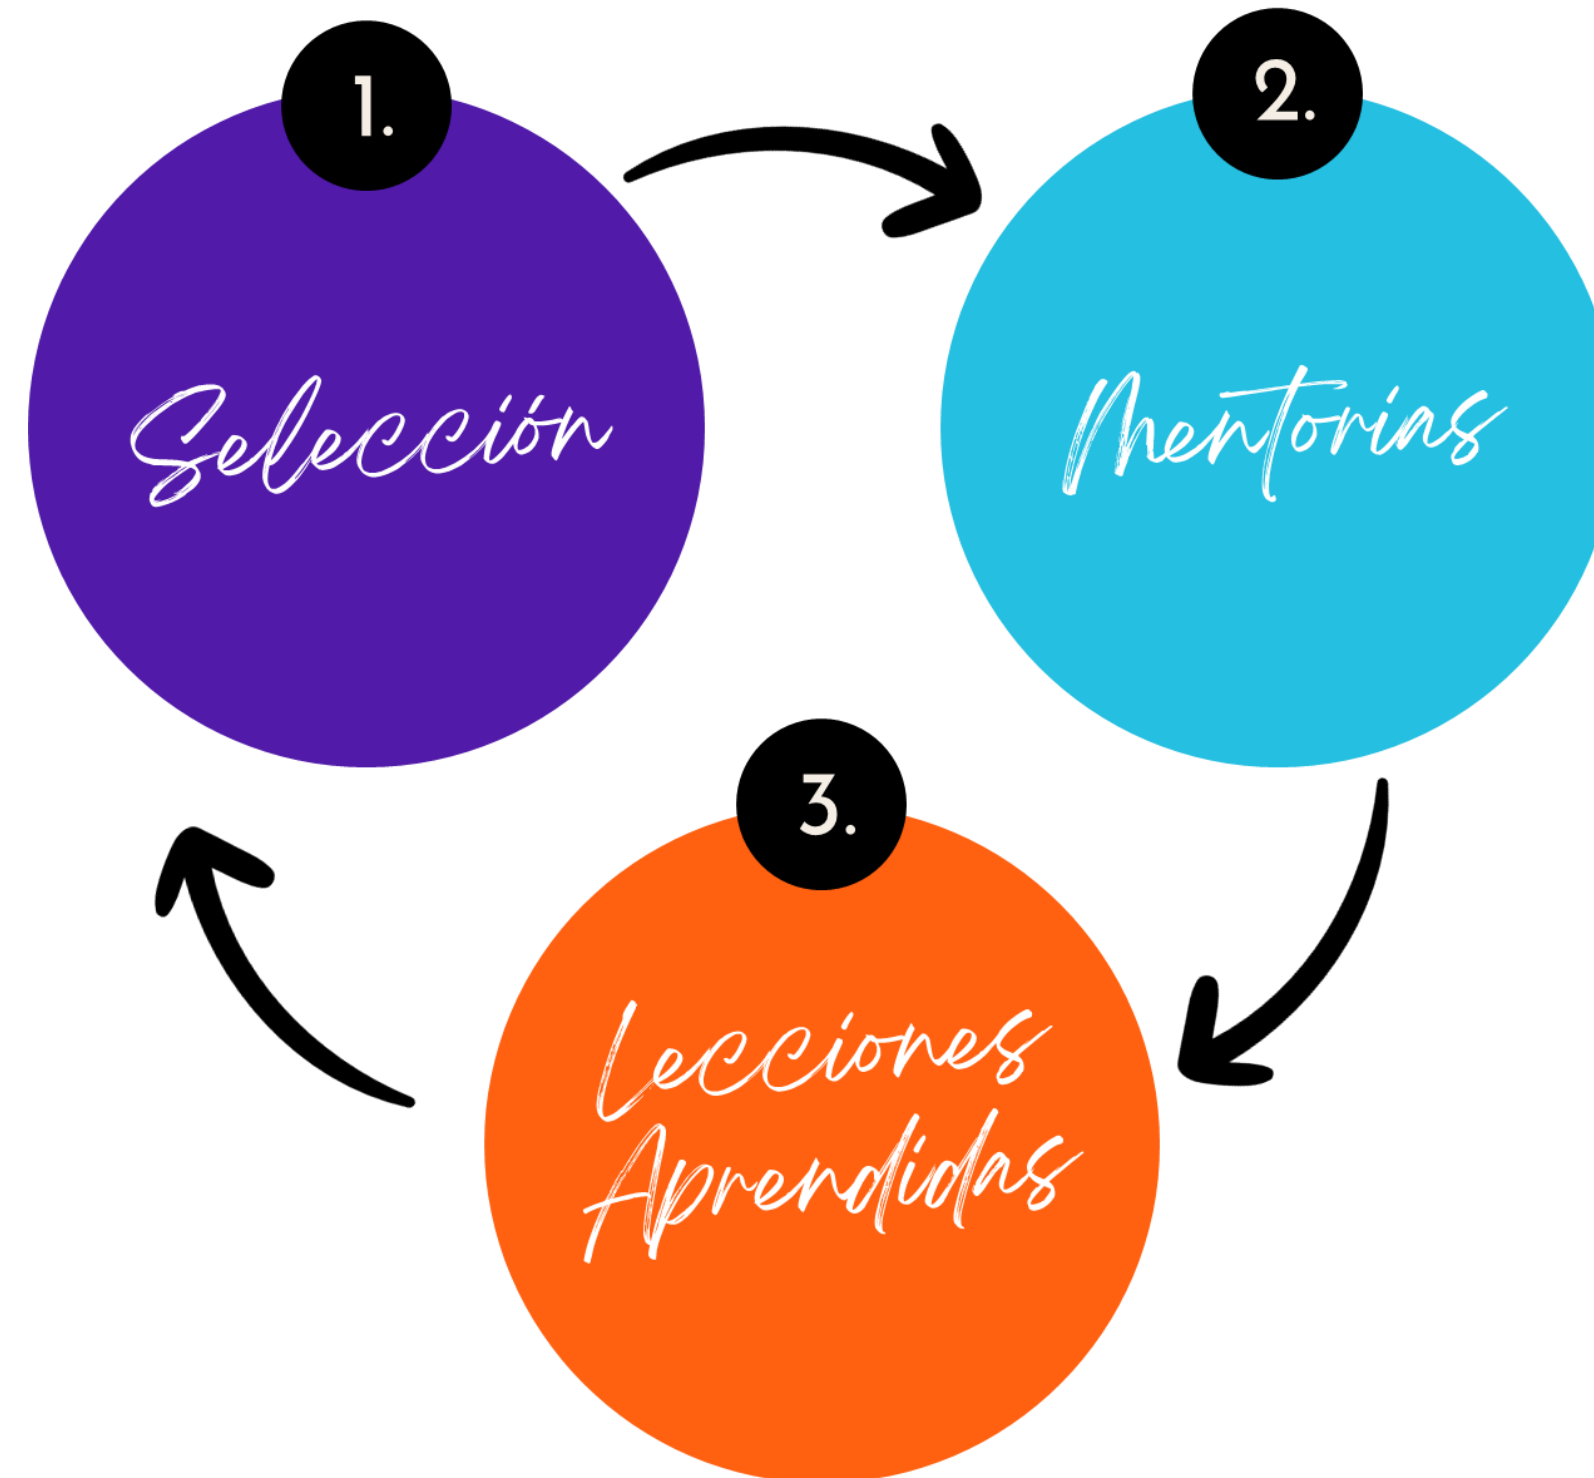 1.
Selección
2.
Mentorias
3.
Lecciones
Aprendidas